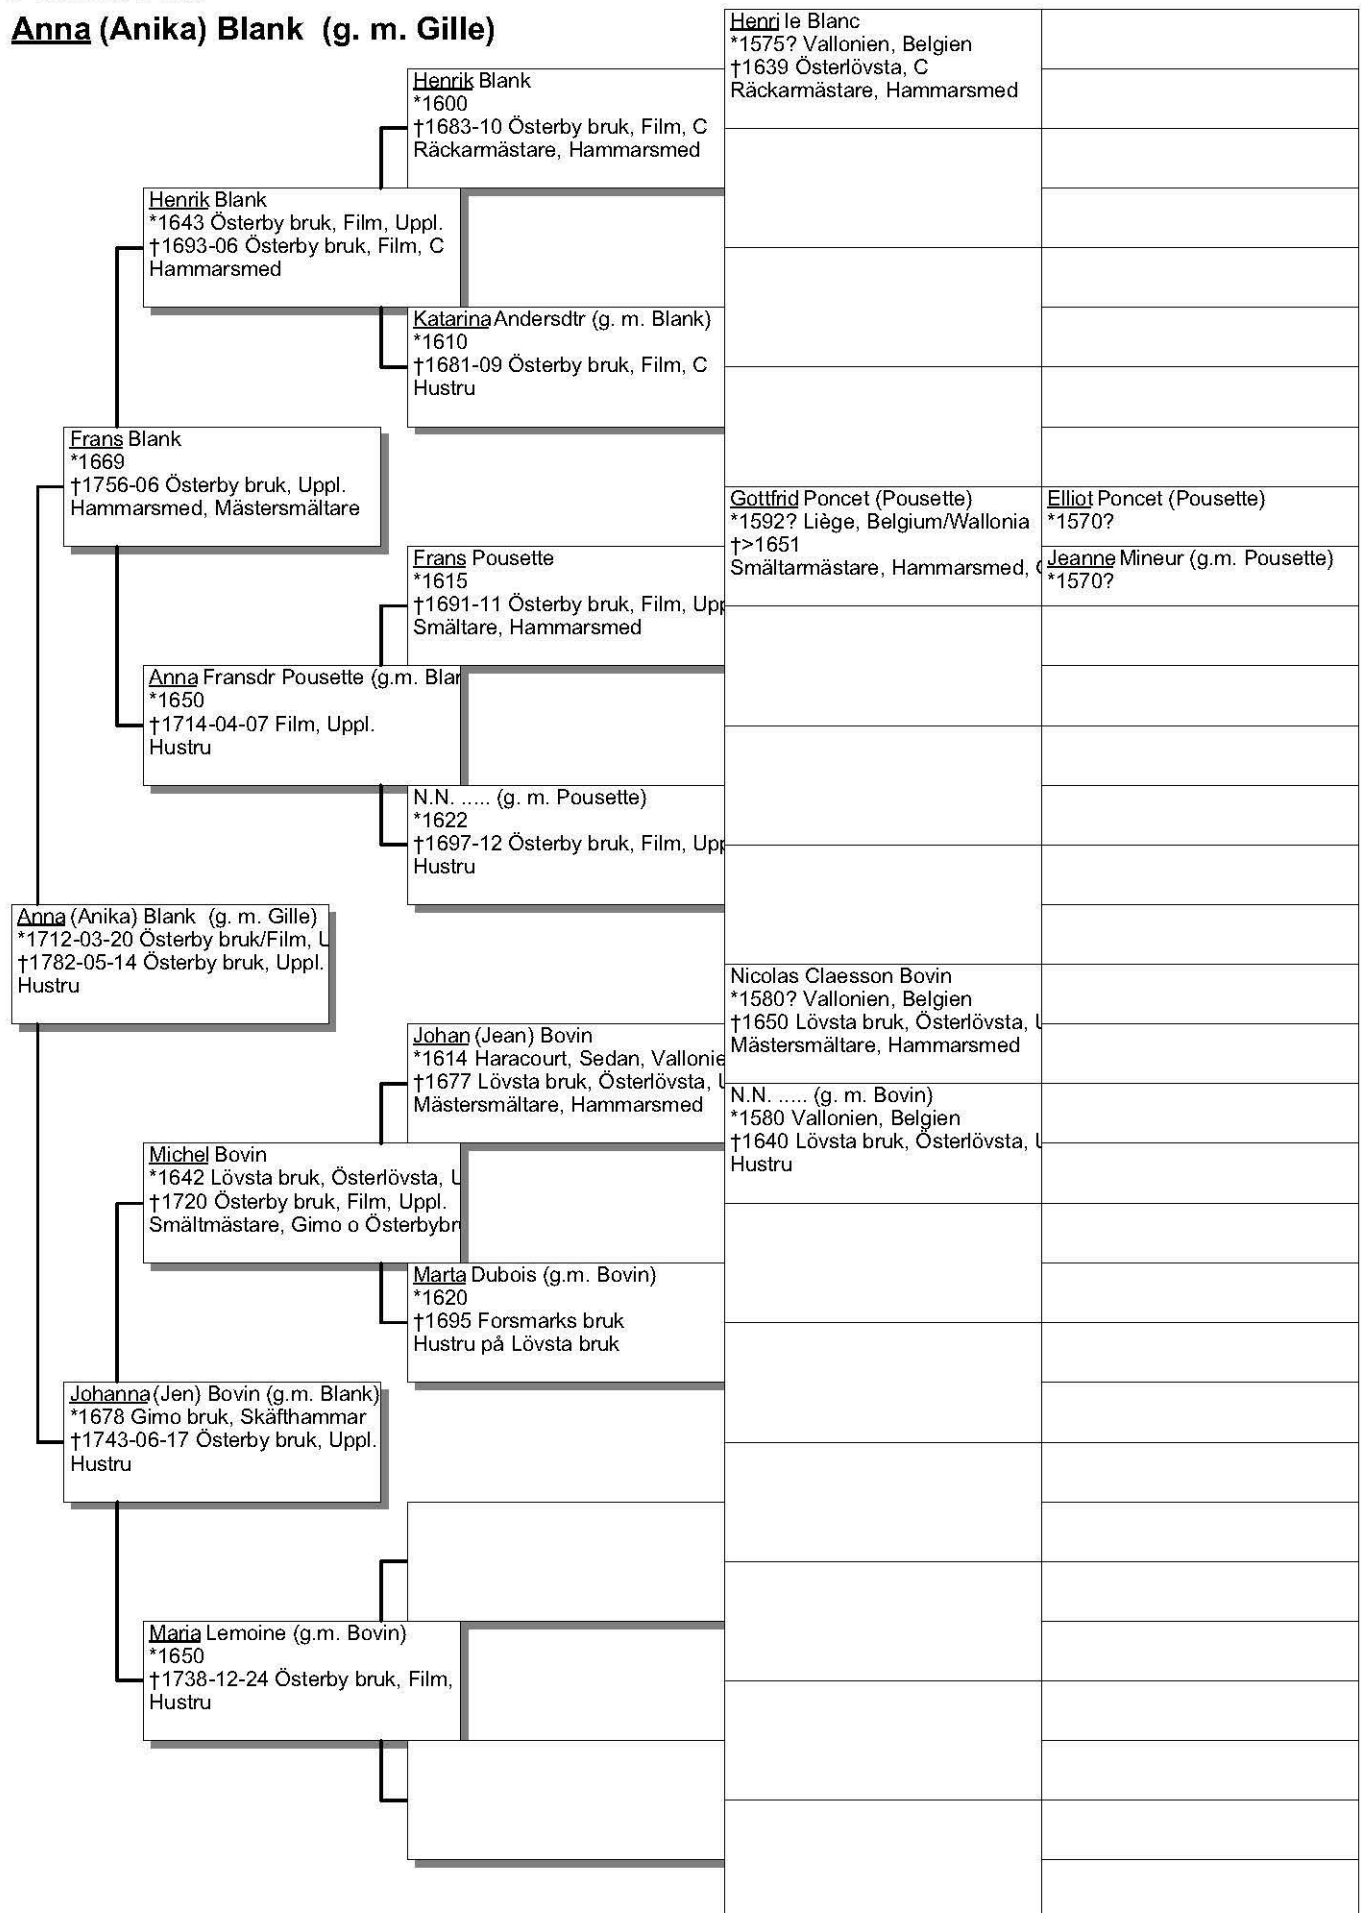 Anna (Anika) Blank (g. m. Gille)
Henri le Blanc
*1575? Vallonien, Belgien
†1639 Österlövsta, C
Räckarmästare, Hammarsmed
Henrik Blank
*1600
†1683-10 Österby bruk, Film, C
Räckarmästare, Hammarsmed
Henrik Blank
*1643 Österby bruk, Film, Uppl.
†1693-06 Österby bruk, Film, C
Hammarsmed
Katarina Andersdtr (g. m. Blank)
*1610
†1681-09 Österby bruk, Film, C
Hustru
Frans Blank
*1669
†1756-06 Österby bruk, Uppl.
Hammarsmed, Mästersmältare
Gottfrid Poncet (Pousette)
*1592? Liège, Belgium/Wallonia
†>1651
Smältarmästare, Hammarsmed,
Elliot Poncet (Pousette)
*1570?
Jeanne Mineur (g.m. Pousette)
*1570?
Frans Pousette
*1615
†1691-11 Österby bruk, Film, Upp
Smältare, Hammarsmed
Anna Fransdr Pousette (g.m. Blan
*1650
†1714-04-07 Film, Uppl.
Hustru
N.N. ..... (g. m. Pousette)
*1622
†1697-12 Österby bruk, Film, Upp
Hustru
Anna (Anika) Blank (g. m. Gille)
*1712-03-20 Österby bruk/Film, U
†1782-05-14 Österby bruk, Uppl.
Hustru
Nicolas Claesson Bovin
*1580? Vallonien, Belgien
†1650 Lövsta bruk, Österlövsta, U
Mästersmältare, Hammarsmed
Johan (Jean) Bovin
*1614 Haracourt, Sedan, Vallonie
†1677 Lövsta bruk, Österlövsta, U
Mästersmältare, Hammarsmed
N.N. ..... (g. m. Bovin)
*1580 Vallonien, Belgien
†1640 Lövsta bruk, Österlövsta, U
Hustru
Michel Bovin
*1642 Lövsta bruk, Österlövsta, U
†1720 Österby bruk, Film, Uppl.
Smältmästare, Gimo o Österbybru
Marta Dubois (g.m. Bovin)
*1620
†1695 Forsmarks bruk
Hustru på Lövsta bruk
Johanna (Jen) Bovin (g.m. Blank)
*1678 Gimo bruk, Skäfthammar
†1743-06-17 Österby bruk, Uppl.
Hustru
Maria Lemoine (g.m. Bovin)
*1650
†1738-12-24 Österby bruk, Film,
Hustru